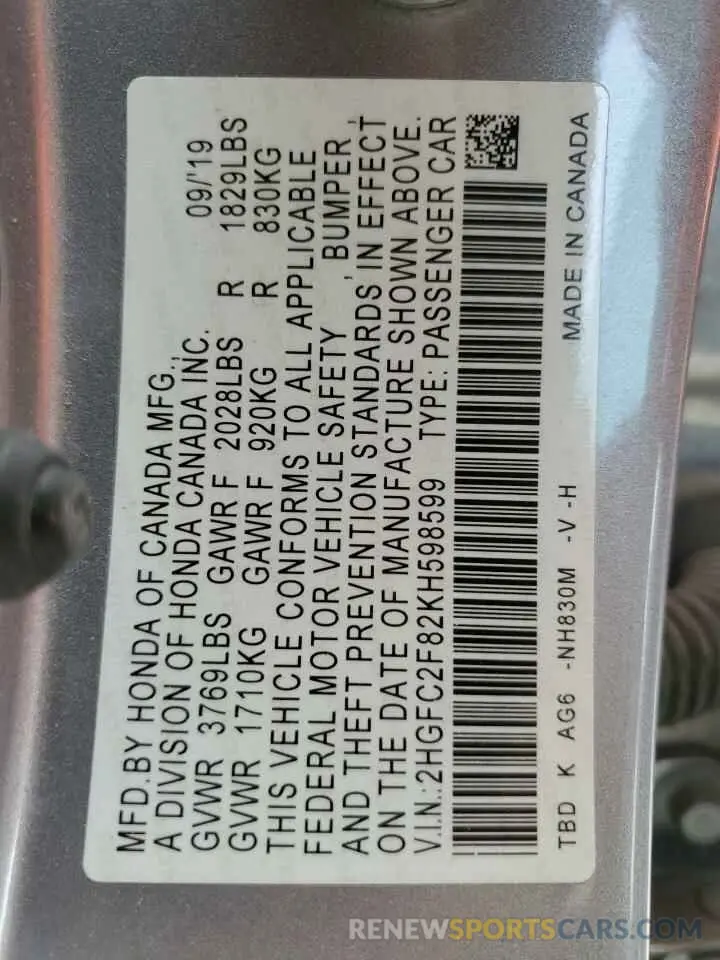 MFD.BY HONDA OF CANADA MFG., 09/'19
A DIVISION OF HONDA CANADA INC.
GVWR 3769LBS GAWR F 2028LBS R 1829LBS
GVWR 1710KG GAWR F 920KG R 830KG
THIS VEHICLE CONFORMS TO ALL APPLICABLE
FEDERAL MOTOR VEHICLE SAFETY , BUMPER ,
AND THEFT PREVENTION STANDARDS IN EFFECT
ON THE DATE OF MANUFACTURE SHOWN ABOVE.
V.I.N.:2HGFC2F82KH598599 TYPE: PASSENGER CAR
TBD K AG6 -NH830M -V -H MADE IN CANADA
RENEWSPORTSCARS.COM